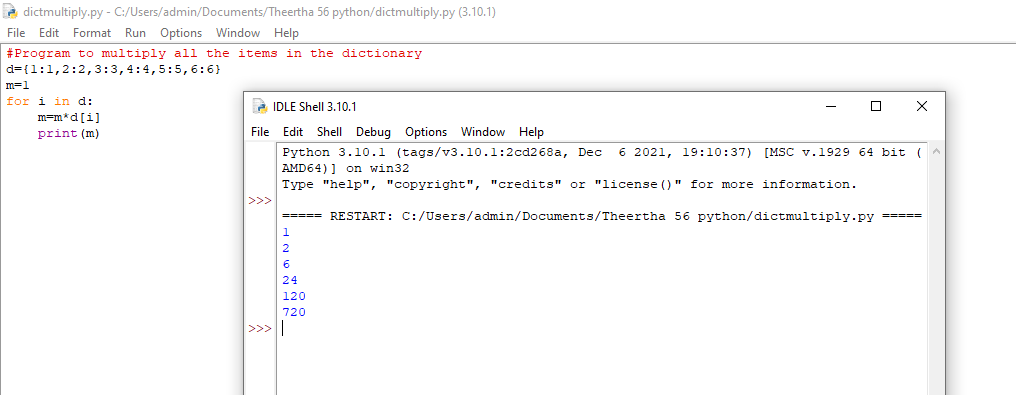 dictmultiply.py - C:/Users/admin/Documents/Theertha 56 python/dictmultiply.py (3.10.1)
File Edit Format Run Options Window Help
#Program to multiply all the items in the dictionary
d={1:1,2:2,3:3,4:4,5:5,6:6}
m=1
for i in d:
    m=m*d[i]
    print(m)
IDLE Shell 3.10.1
File Edit Shell Debug Options Window Help
Python 3.10.1 (tags/v3.10.1:2cd268a, Dec  6 2021, 19:10:37) [MSC v.1929 64 bit (
AMD64)] on win32
Type "help", "copyright", "credits" or "license()" for more information.
>>>
===== RESTART: C:/Users/admin/Documents/Theertha 56 python/dictmultiply.py =====
1
2
6
24
120
720
>>>